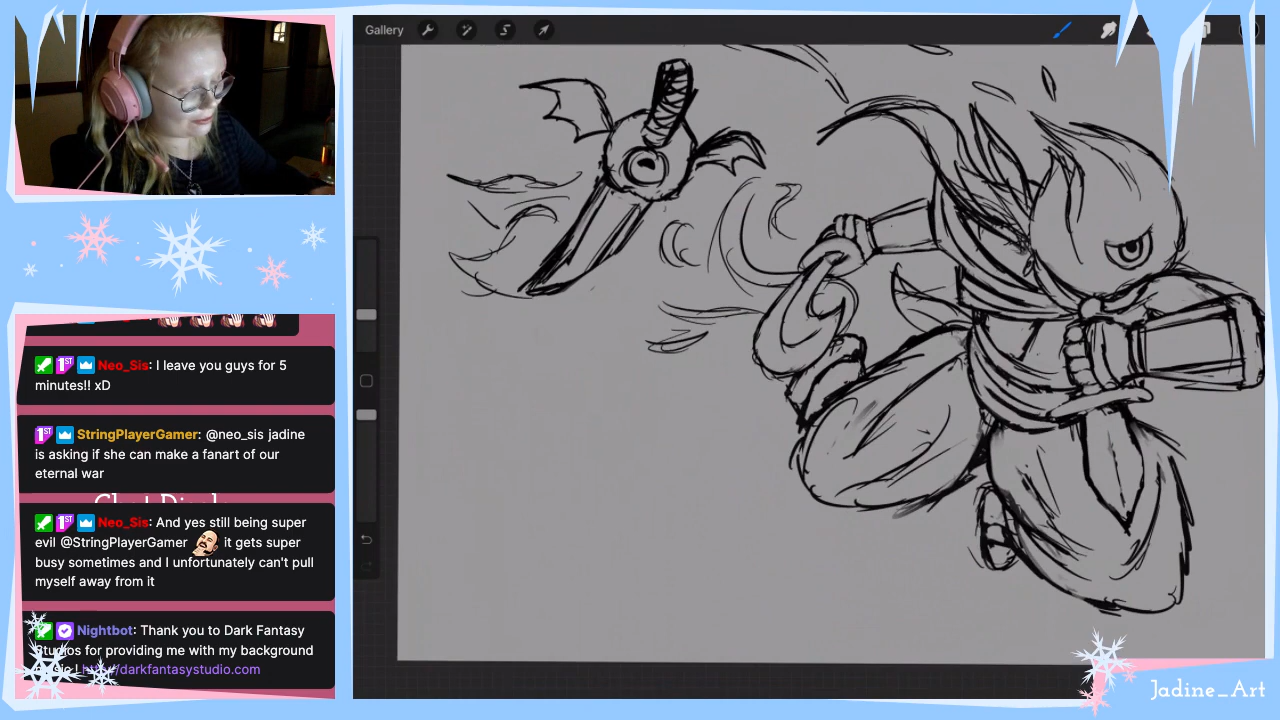 Gallery
Neo_Sis: I leave you guys for 5
minutes!! xD
StringPlayerGamer: @neo_sis jadine
is asking if she can make a fanart of our
eternal war
Neo_Sis: And yes still being super
evil @StringPlayerGamer it gets super
busy sometimes and I unfortunately can't pull
myself away from it
Nightbot: Thank you to Dark Fantasy
Studios for providing me with my background
darkfantasystudio.com
Jadine_Art